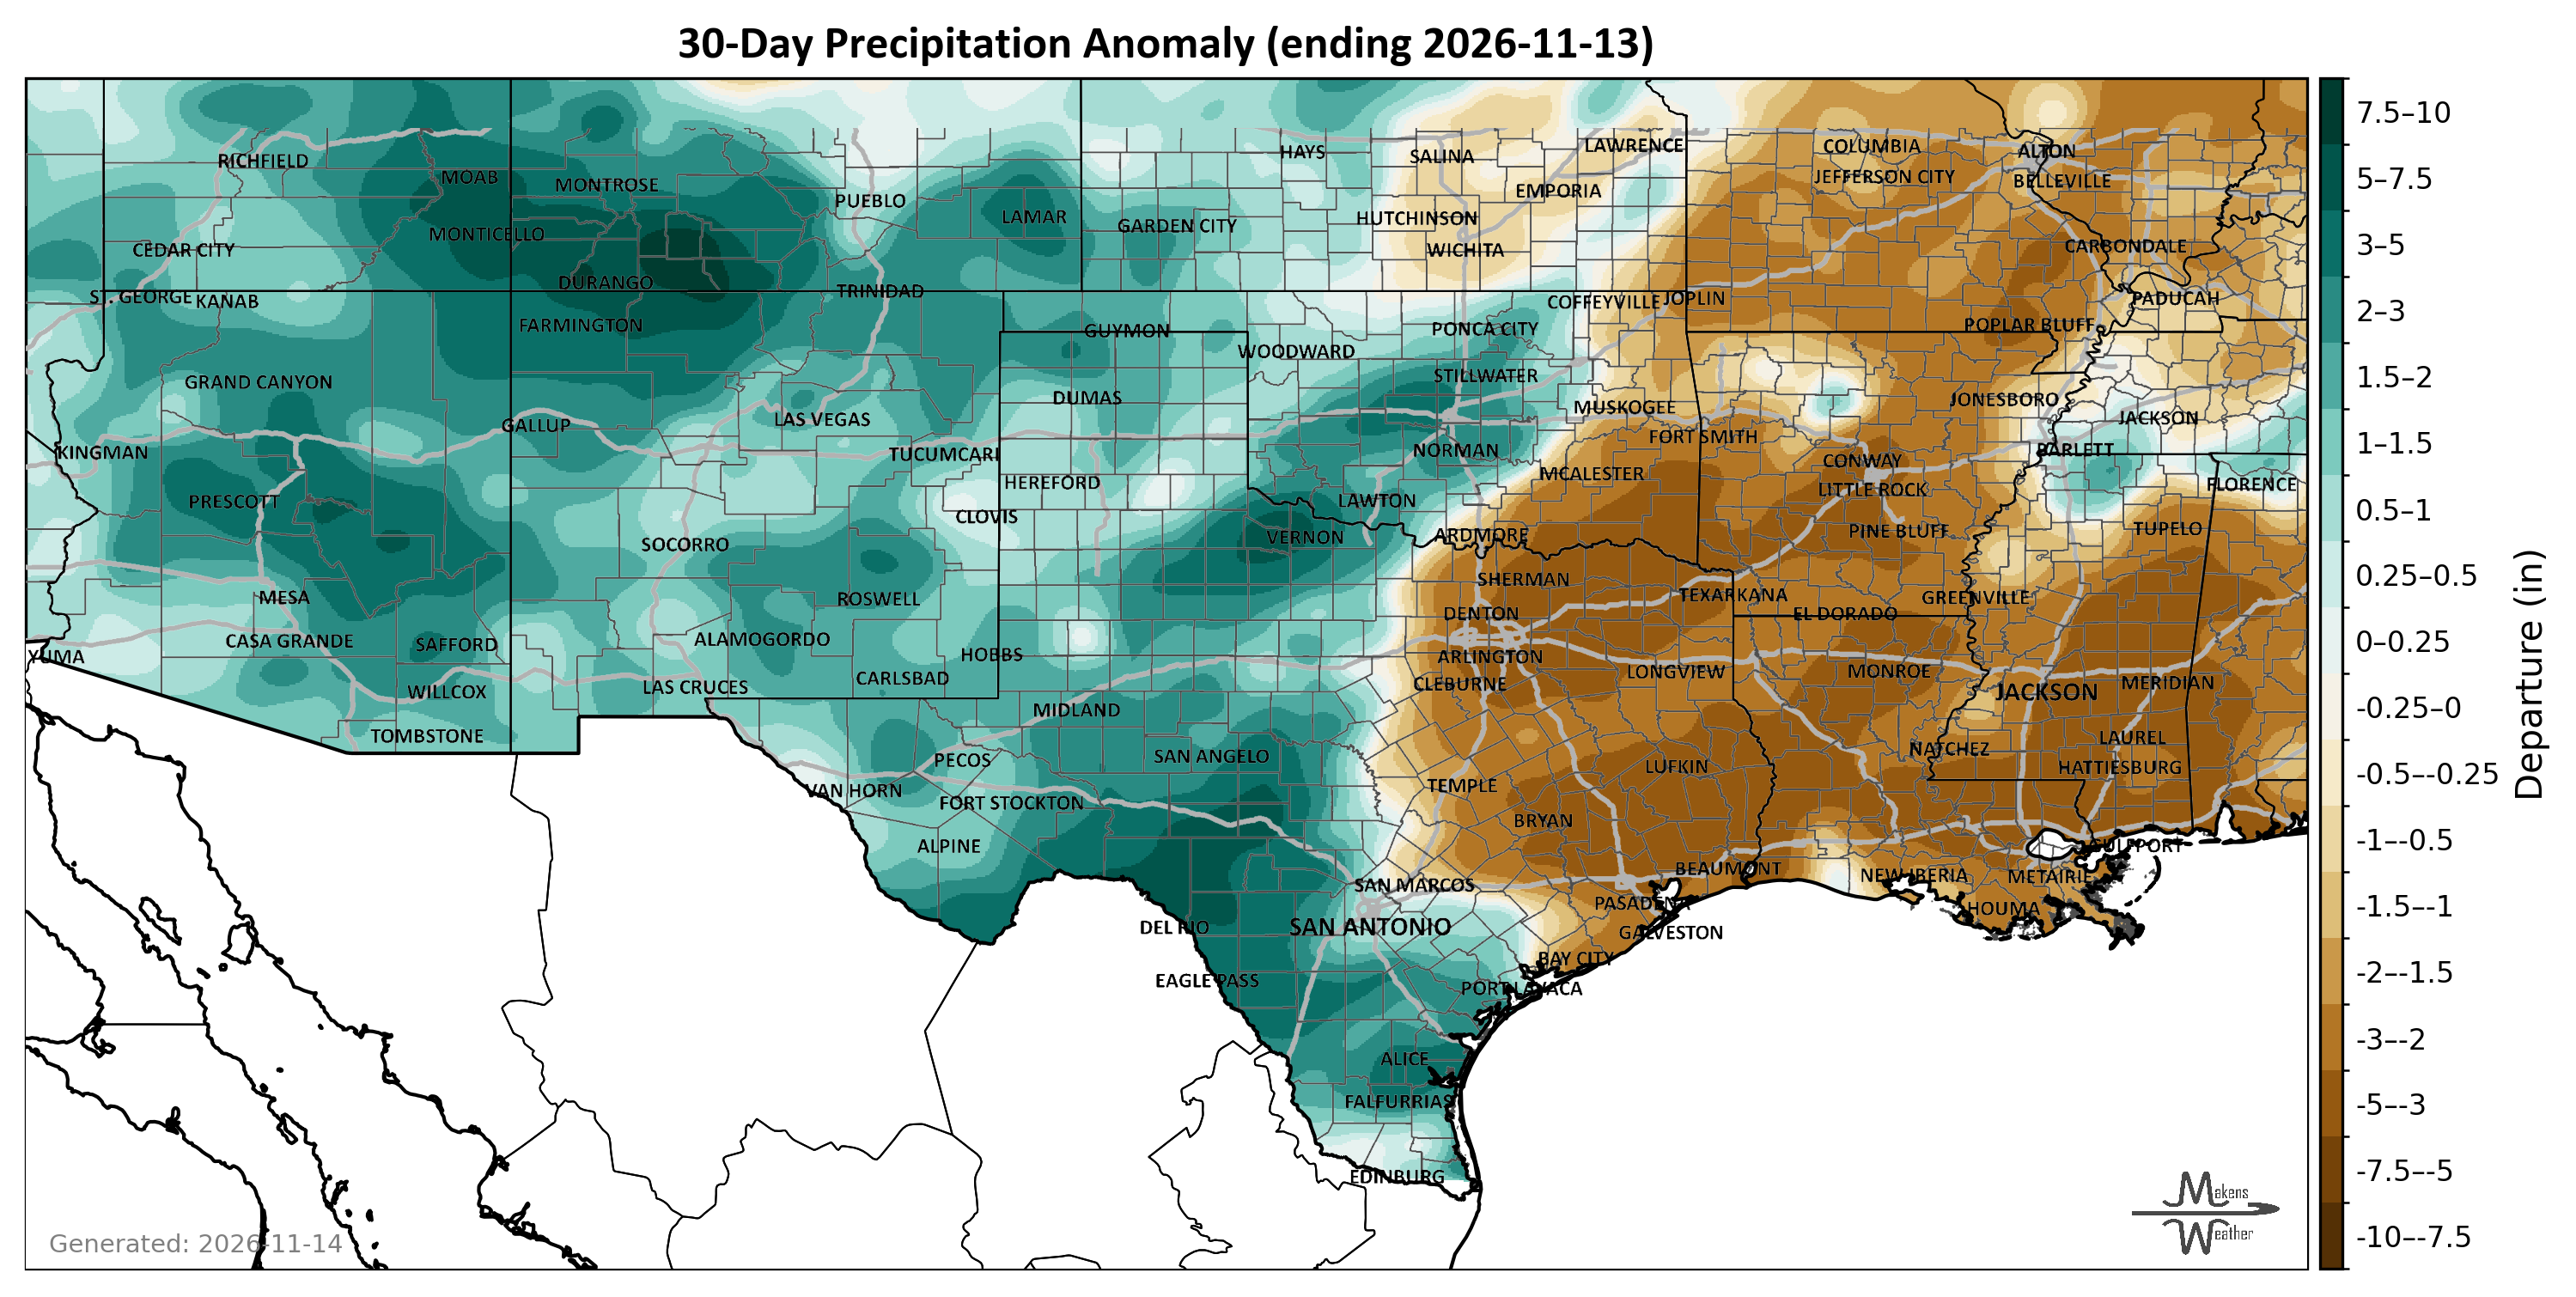 30-Day Precipitation Anomaly (ending 2026-11-13)
RICHFIELD
MOAB
MONTROSE
PUEBLO
LAMAR
HAYS
SALINA
LAWRENCE
COLUMBIA
ALTON
JEFFERSON CITY
BELLEVILLE
EMPORIA
HUTCHINSON
GARDEN CITY
MONTICELLO
CEDAR CITY
WICHITA
CARBONDALE
DURANGO
TRINIDAD
ST. GEORGE
KANAB
COFFEYVILLE
JOPLIN
PADUCAH
FARMINGTON
GUYMON
PONCA CITY
POPLAR BLUFF
WOODWARD
GRAND CANYON
STILLWATER
DUMAS
MUSKOGEE
JONESBORO
JACKSON
GALLUP
LAS VEGAS
FORT SMITH
KINGMAN
TUCUMCARI
NORMAN
BARLETT
CONWAY
MCALESTER
HEREFORD
LITTLE ROCK
FLORENCE
PRESCOTT
LAWTON
CLOVIS
PINE BLUFF
TUPELO
SOCORRO
VERNON
ARDMORE
SHERMAN
MESA
ROSWELL
TEXARKANA
GREENVILLE
DENTON
EL DORADO
CASA GRANDE
SAFFORD
ALAMOGORDO
YUMA
HOBBS
ARLINGTON
CARLSBAD
LONGVIEW
MONROE
WILLCOX
LAS CRUCES
CLEBURNE
JACKSON
MERIDIAN
MIDLAND
TOMBSTONE
LAUREL
NATCHEZ
SAN ANGELO
PECOS
LUFKIN
HATTIESBURG
VAN HORN
FORT STOCKTON
TEMPLE
BRYAN
ALPINE
GULFPORT
BEAUMONT
SAN MARCOS
NEW IBERIA
METAIRIE
PASADENA
HOUMA
DEL RIO
SAN ANTONIO
GALVESTON
BAY CITY
EAGLE PASS
PORT LAVACA
ALICE
FALFURRIAS
EDINBURG
Generated: 2026-11-14
Makens
Weather
7.5–10
5–7.5
3–5
2–3
1.5–2
1–1.5
0.5–1
0.25–0.5
0–0.25
-0.25–0
-0.5–-0.25
-1–-0.5
-1.5–-1
-2–-1.5
-3–-2
-5–-3
-7.5–-5
-10–-7.5
Departure (in)